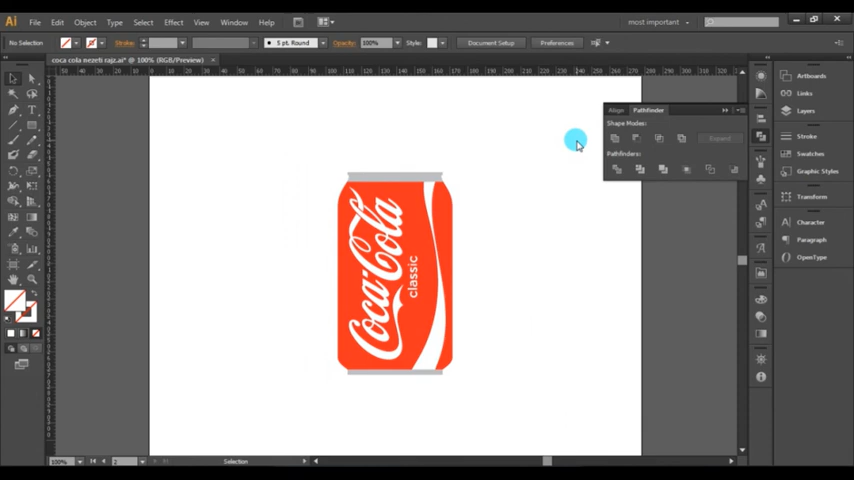 Ai File Edit Object Type Select Effect View Window Help most important
No Selection Stroke: 5 pt. Round Opacity: 100% Style: Document Setup Preferences
coca cola nezeti rajz.ai* @ 100% (RGB/Preview) ×
Align Pathfinder
Shape Modes:
Expand
Pathfinders:
Artboards
Links
Layers
Stroke
Swatches
Graphic Styles
Transform
Character
Paragraph
OpenType
Coca-Cola
classic
100% 2 Selection